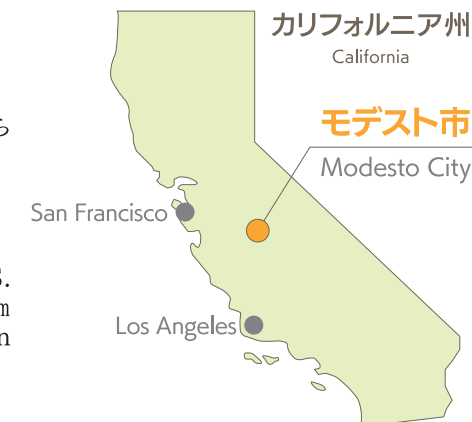 カリフォルニア州
California
モデスト市
Modesto City
San Francisco
Los Angeles
ら
S.
m
n